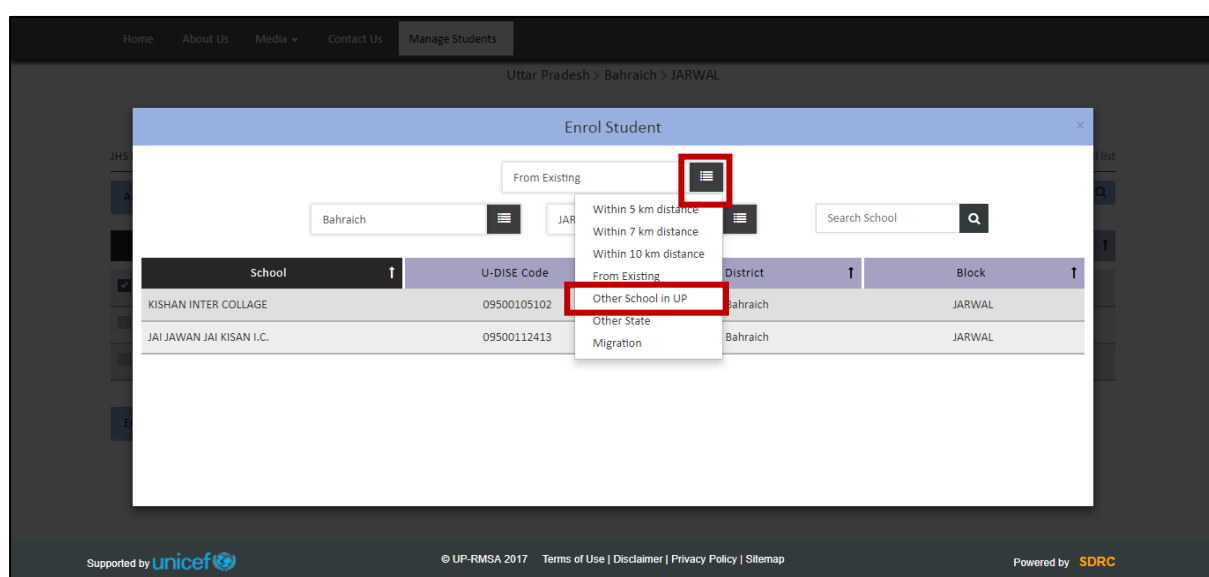 Home About Us Media Contact Us Manage Students
Uttar Pradesh > Bahraich > JARWAL
Enrol Student ×
JHS
l list
From Existing
Within 5 km distance
Within 7 km distance
Within 10 km distance
From Existing
Other School in UP
Other State
Migration
Bahraich JAR Search School
School U-DISE Code District Block
KISHAN INTER COLLAGE 09500105102 Bahraich JARWAL
JAI JAWAN JAI KISAN I.C. 09500112413 Bahraich JARWAL
Supported by unicef © UP-RMSA 2017 Terms of Use | Disclaimer | Privacy Policy | Sitemap Powered by SDRC